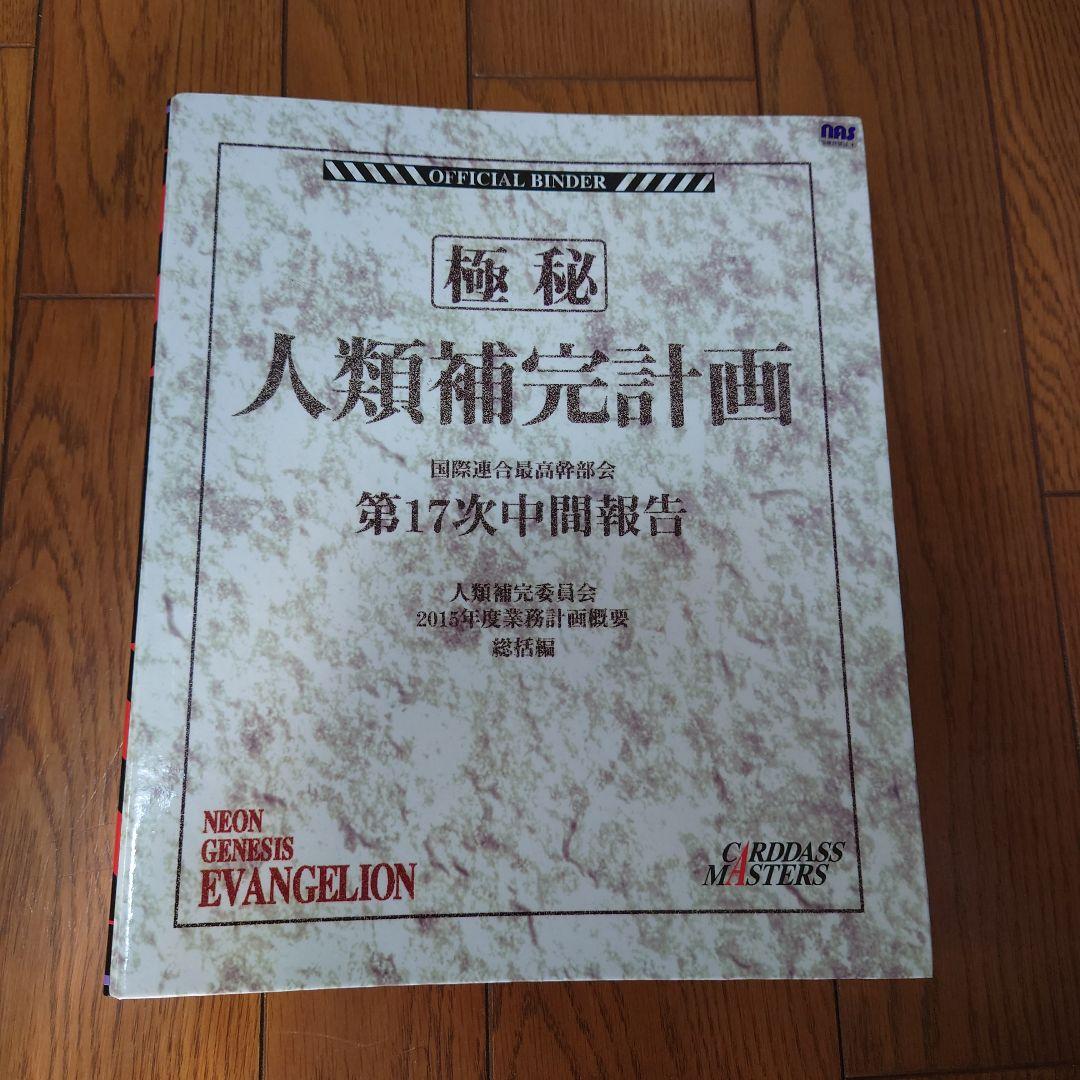 nas
OFFICIAL BINDER
極秘
人類補完計画
国際連合最高幹部会
第17次中間報告
人類補完委員会
2015年度業務計画概要
総括編
NEON
GENESIS
EVANGELION
CARDDASS
MASTERS